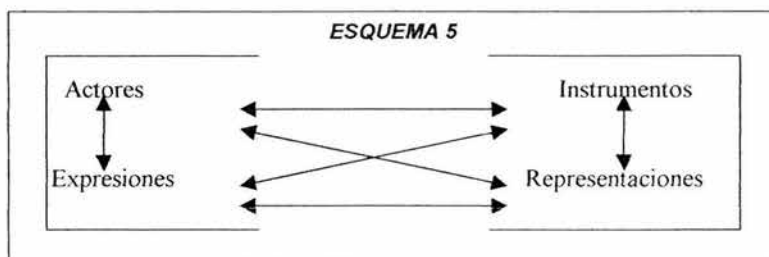 ESQUEMA 5
Actores Instrumentos
Expresiones Representaciones